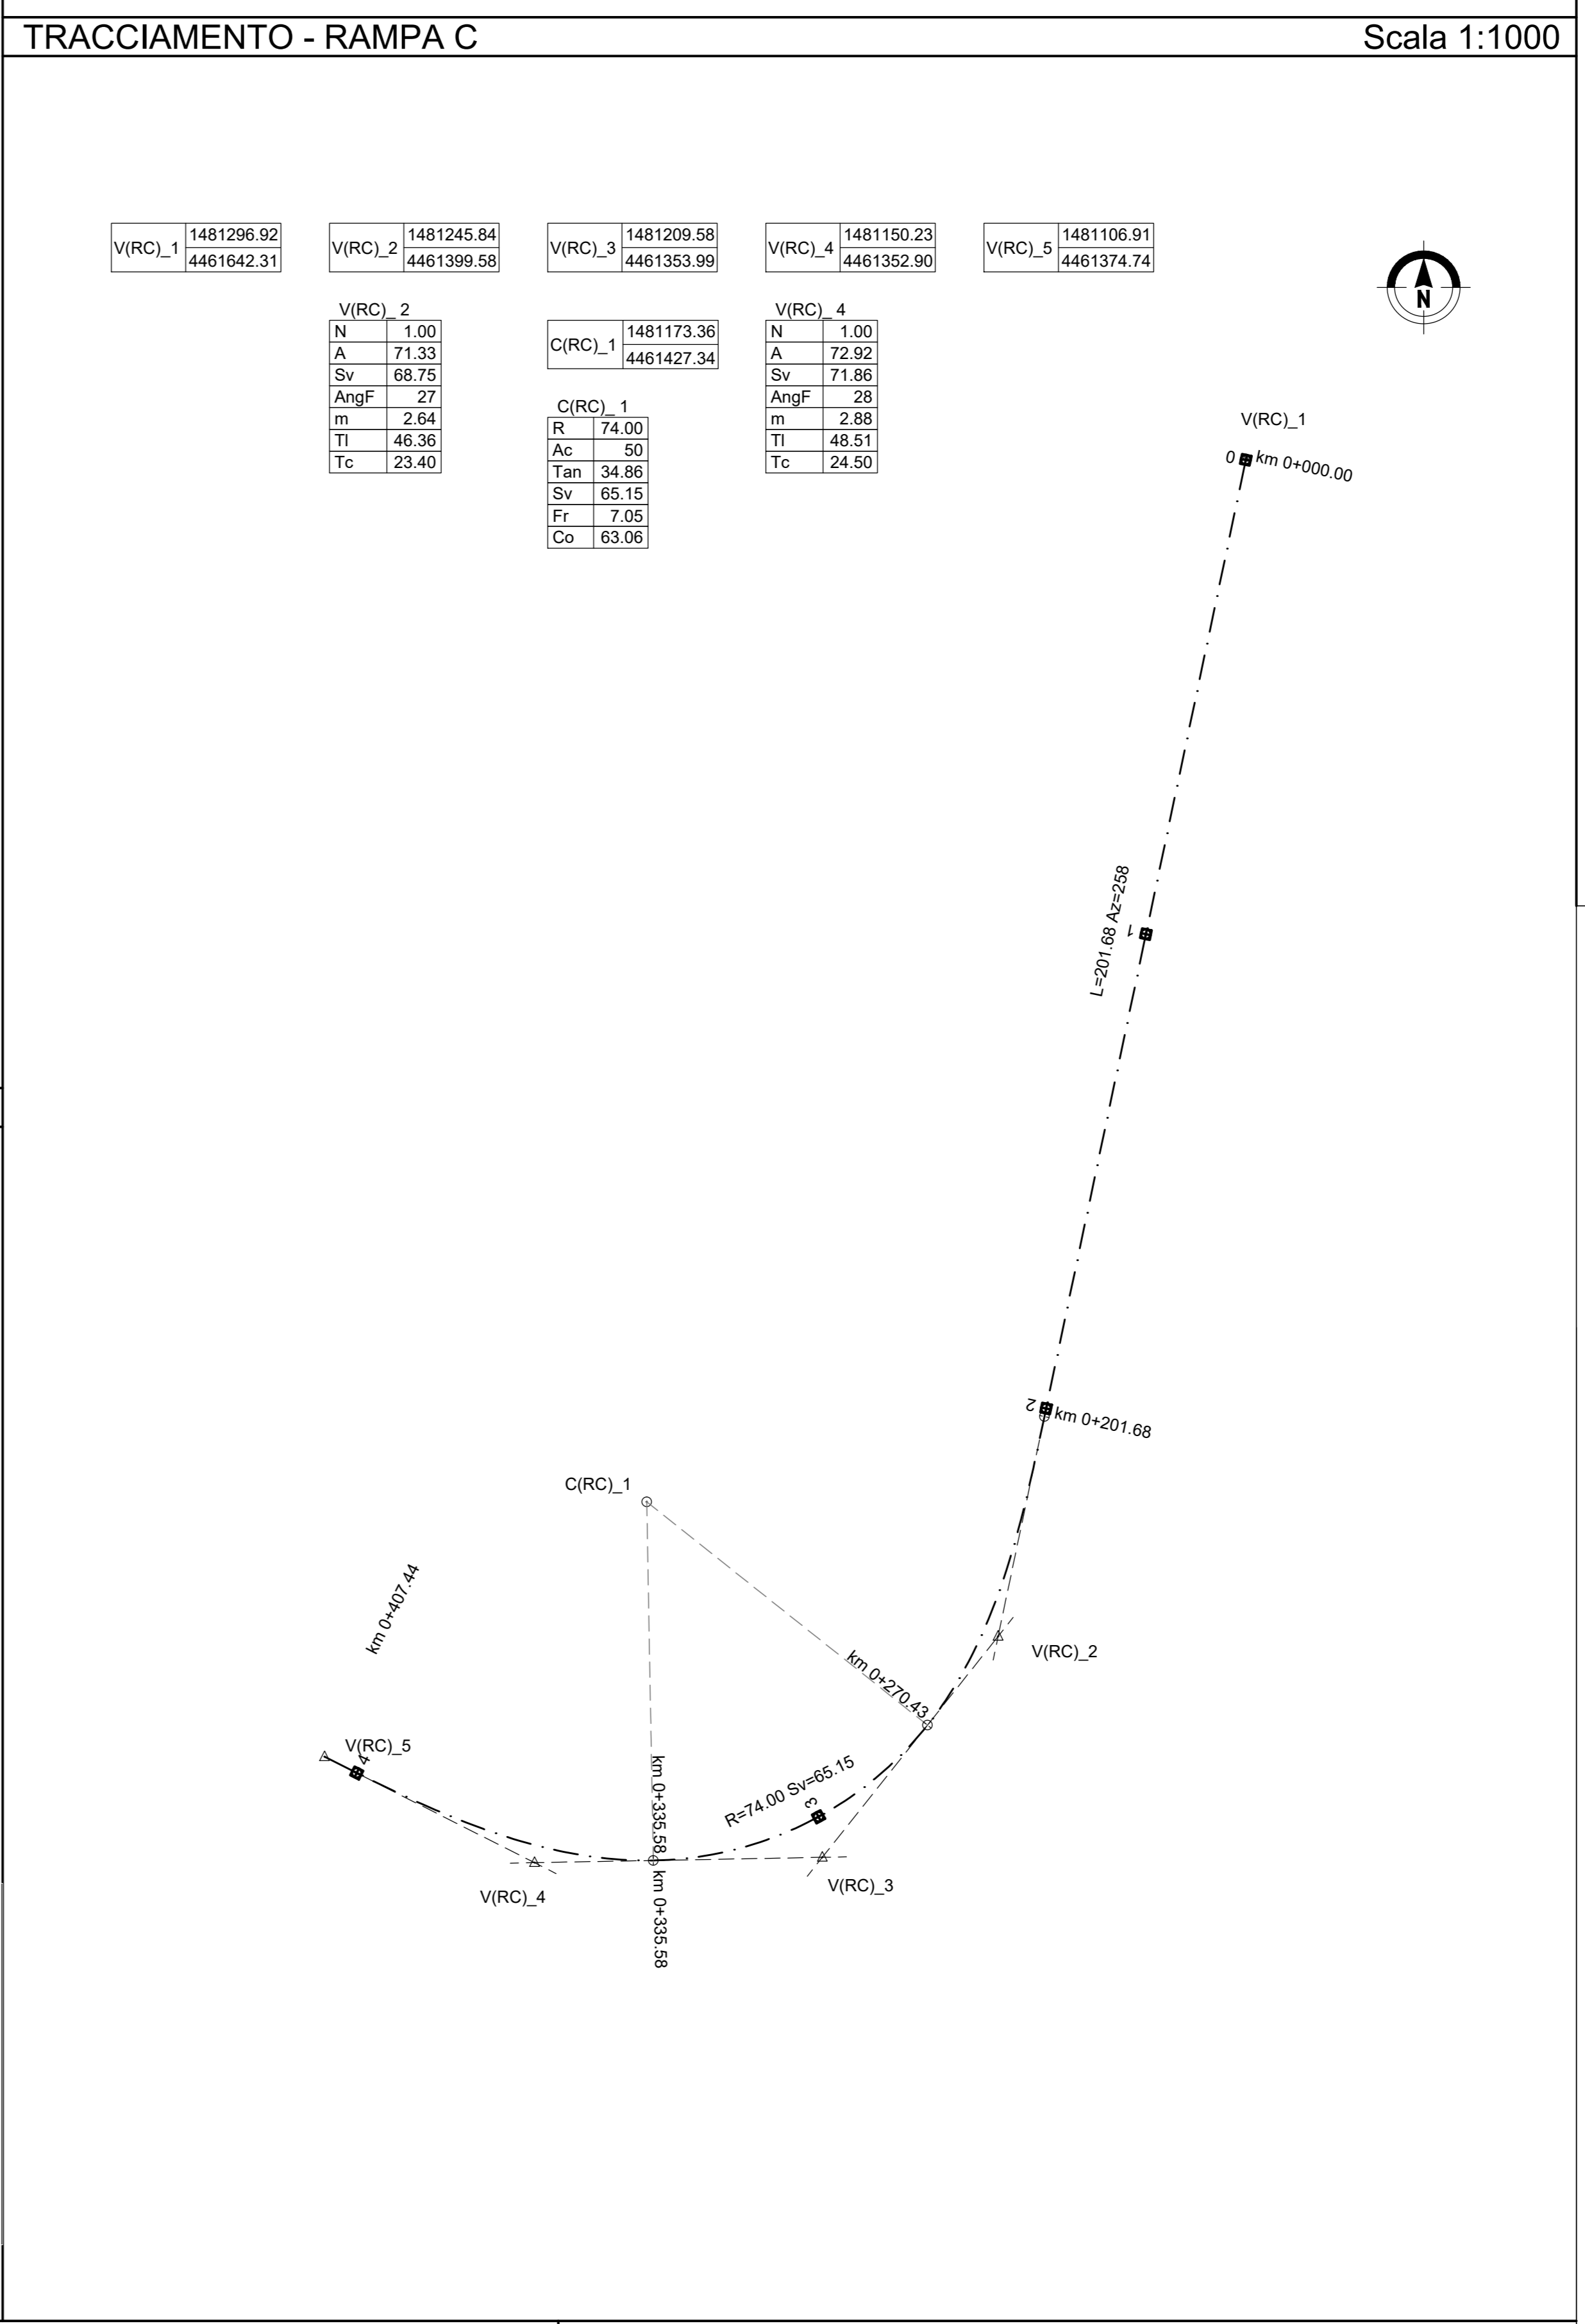 TRACCIAMENTO - RAMPA C Scala 1:1000
V(RC)_1 1481296.92 4461642.31
V(RC)_2 1481245.84 4461399.58
V(RC)_3 1481209.58 4461353.99
V(RC)_4 1481150.23 4461352.90
V(RC)_5 1481106.91 4461374.74
V(RC)_ 2
N 1.00
A 71.33
Sv 68.75
AngF 27
m 2.64
Tl 46.36
Tc 23.40
C(RC)_1 1481173.36 4461427.34
C(RC)_ 1
R 74.00
Ac 50
Tan 34.86
Sv 65.15
Fr 7.05
Co 63.06
V(RC)_ 4
N 1.00
A 72.92
Sv 71.86
AngF 28
m 2.88
Tl 48.51
Tc 24.50
N
V(RC)_1
0 km 0+000.00
L=201.68 Az=258
1
2 km 0+201.68
C(RC)_1
km 0+407.44
V(RC)_2
km 0+270.43
V(RC)_5
4
R=74.00 Sv=65.15
3
km 0+335.58
km 0+335.58
V(RC)_4
V(RC)_3